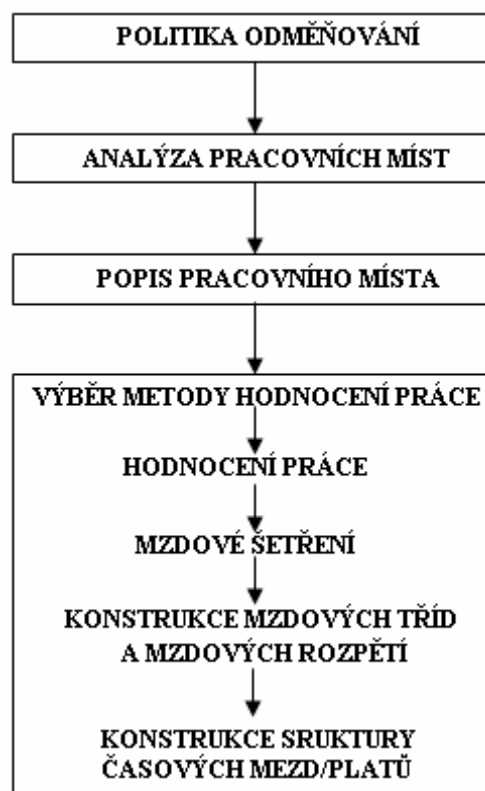 POLITIKA ODMĚŇOVÁNÍ
ANALÝZA PRACOVNÍCH MÍST
POPIS PRACOVNÍHO MÍSTA
VÝBĚR METODY HODNOCENÍ PRÁCE
HODNOCENÍ PRÁCE
MZDOVÉ ŠETŘENÍ
KONSTRUKCE MZDOVÝCH TŘÍD
A MZDOVÝCH ROZPĚTÍ
KONSTRUKCE SRUKTURY
ČASOVÝCH MEZD/PLATŮ